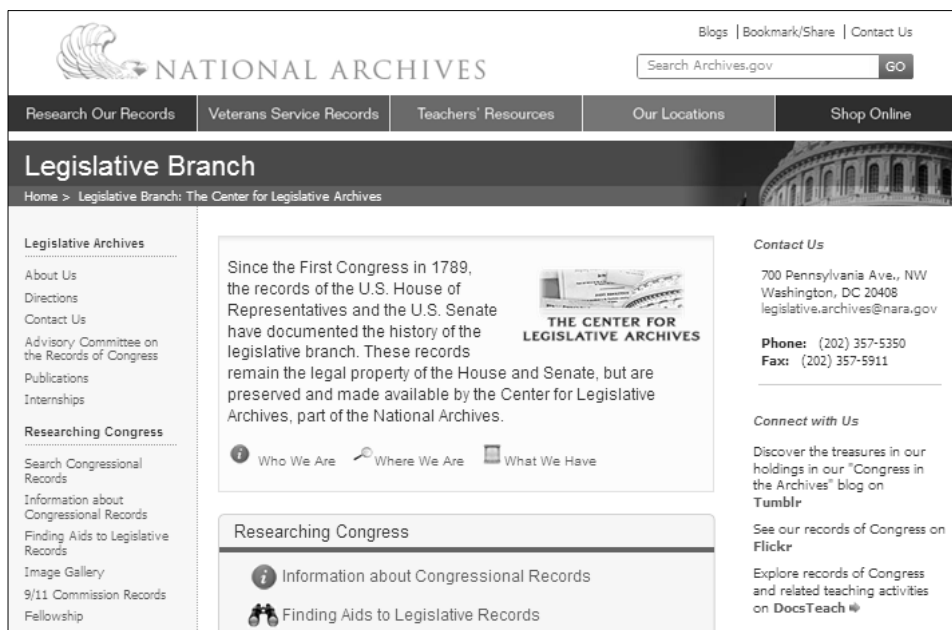 Blogs | Bookmark/Share | Contact Us
NATIONAL ARCHIVES
Search Archives.gov GO
Research Our Records Veterans Service Records Teachers' Resources Our Locations Shop Online
Legislative Branch
Home > Legislative Branch: The Center for Legislative Archives
Legislative Archives
About Us
Directions
Contact Us
Advisory Committee on
the Records of Congress
Publications
Internships
Researching Congress
Search Congressional
Records
Information about
Congressional Records
Finding Aids to Legislative
Records
Image Gallery
9/11 Commission Records
Fellowship
Since the First Congress in 1789,
the records of the U.S. House of
Representatives and the U.S. Senate
have documented the history of the
legislative branch. These records
remain the legal property of the House and Senate, but are
preserved and made available by the Center for Legislative
Archives, part of the National Archives.
THE CENTER FOR
LEGISLATIVE ARCHIVES
Who We Are Where We Are What We Have
Researching Congress
Information about Congressional Records
Finding Aids to Legislative Records
Contact Us
700 Pennsylvania Ave., NW
Washington, DC 20408
legislative.archives@nara.gov
Phone: (202) 357-5350
Fax: (202) 357-5911
Connect with Us
Discover the treasures in our
holdings in our "Congress in
the Archives" blog on
Tumblr
See our records of Congress on
Flickr
Explore records of Congress
and related teaching activities
on DocsTeach